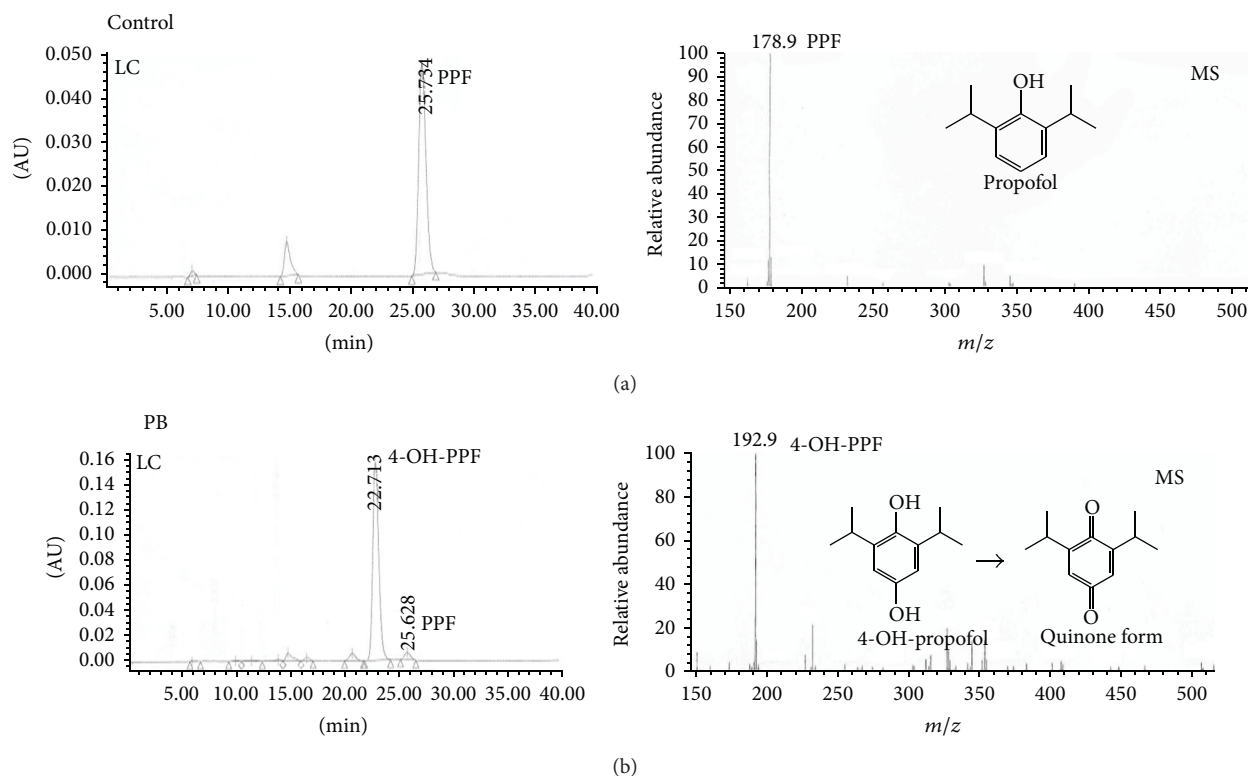 Control
LC
0.050
0.040
0.030
0.020
0.010
0.000
(AU)
25.734
PPF
5.00 10.00 15.00 20.00 25.00 30.00 35.00 40.00
(min)
178.9 PPF
MS
100
90
80
70
60
50
40
30
20
10
0
Relative abundance
OH
Propofol
150 200 250 300 350 400 450 500
m/z
(a)
PB
LC
0.16
0.14
0.12
0.10
0.08
0.06
0.04
0.02
0.00
(AU)
22.713
4-OH-PPF
25.628
PPF
5.00 10.00 15.00 20.00 25.00 30.00 35.00 40.00
(min)
192.9 4-OH-PPF
MS
100
80
60
40
20
0
Relative abundance
OH
OH
4-OH-propofol
O
O
Quinone form
150 200 250 300 350 400 450 500
m/z
(b)